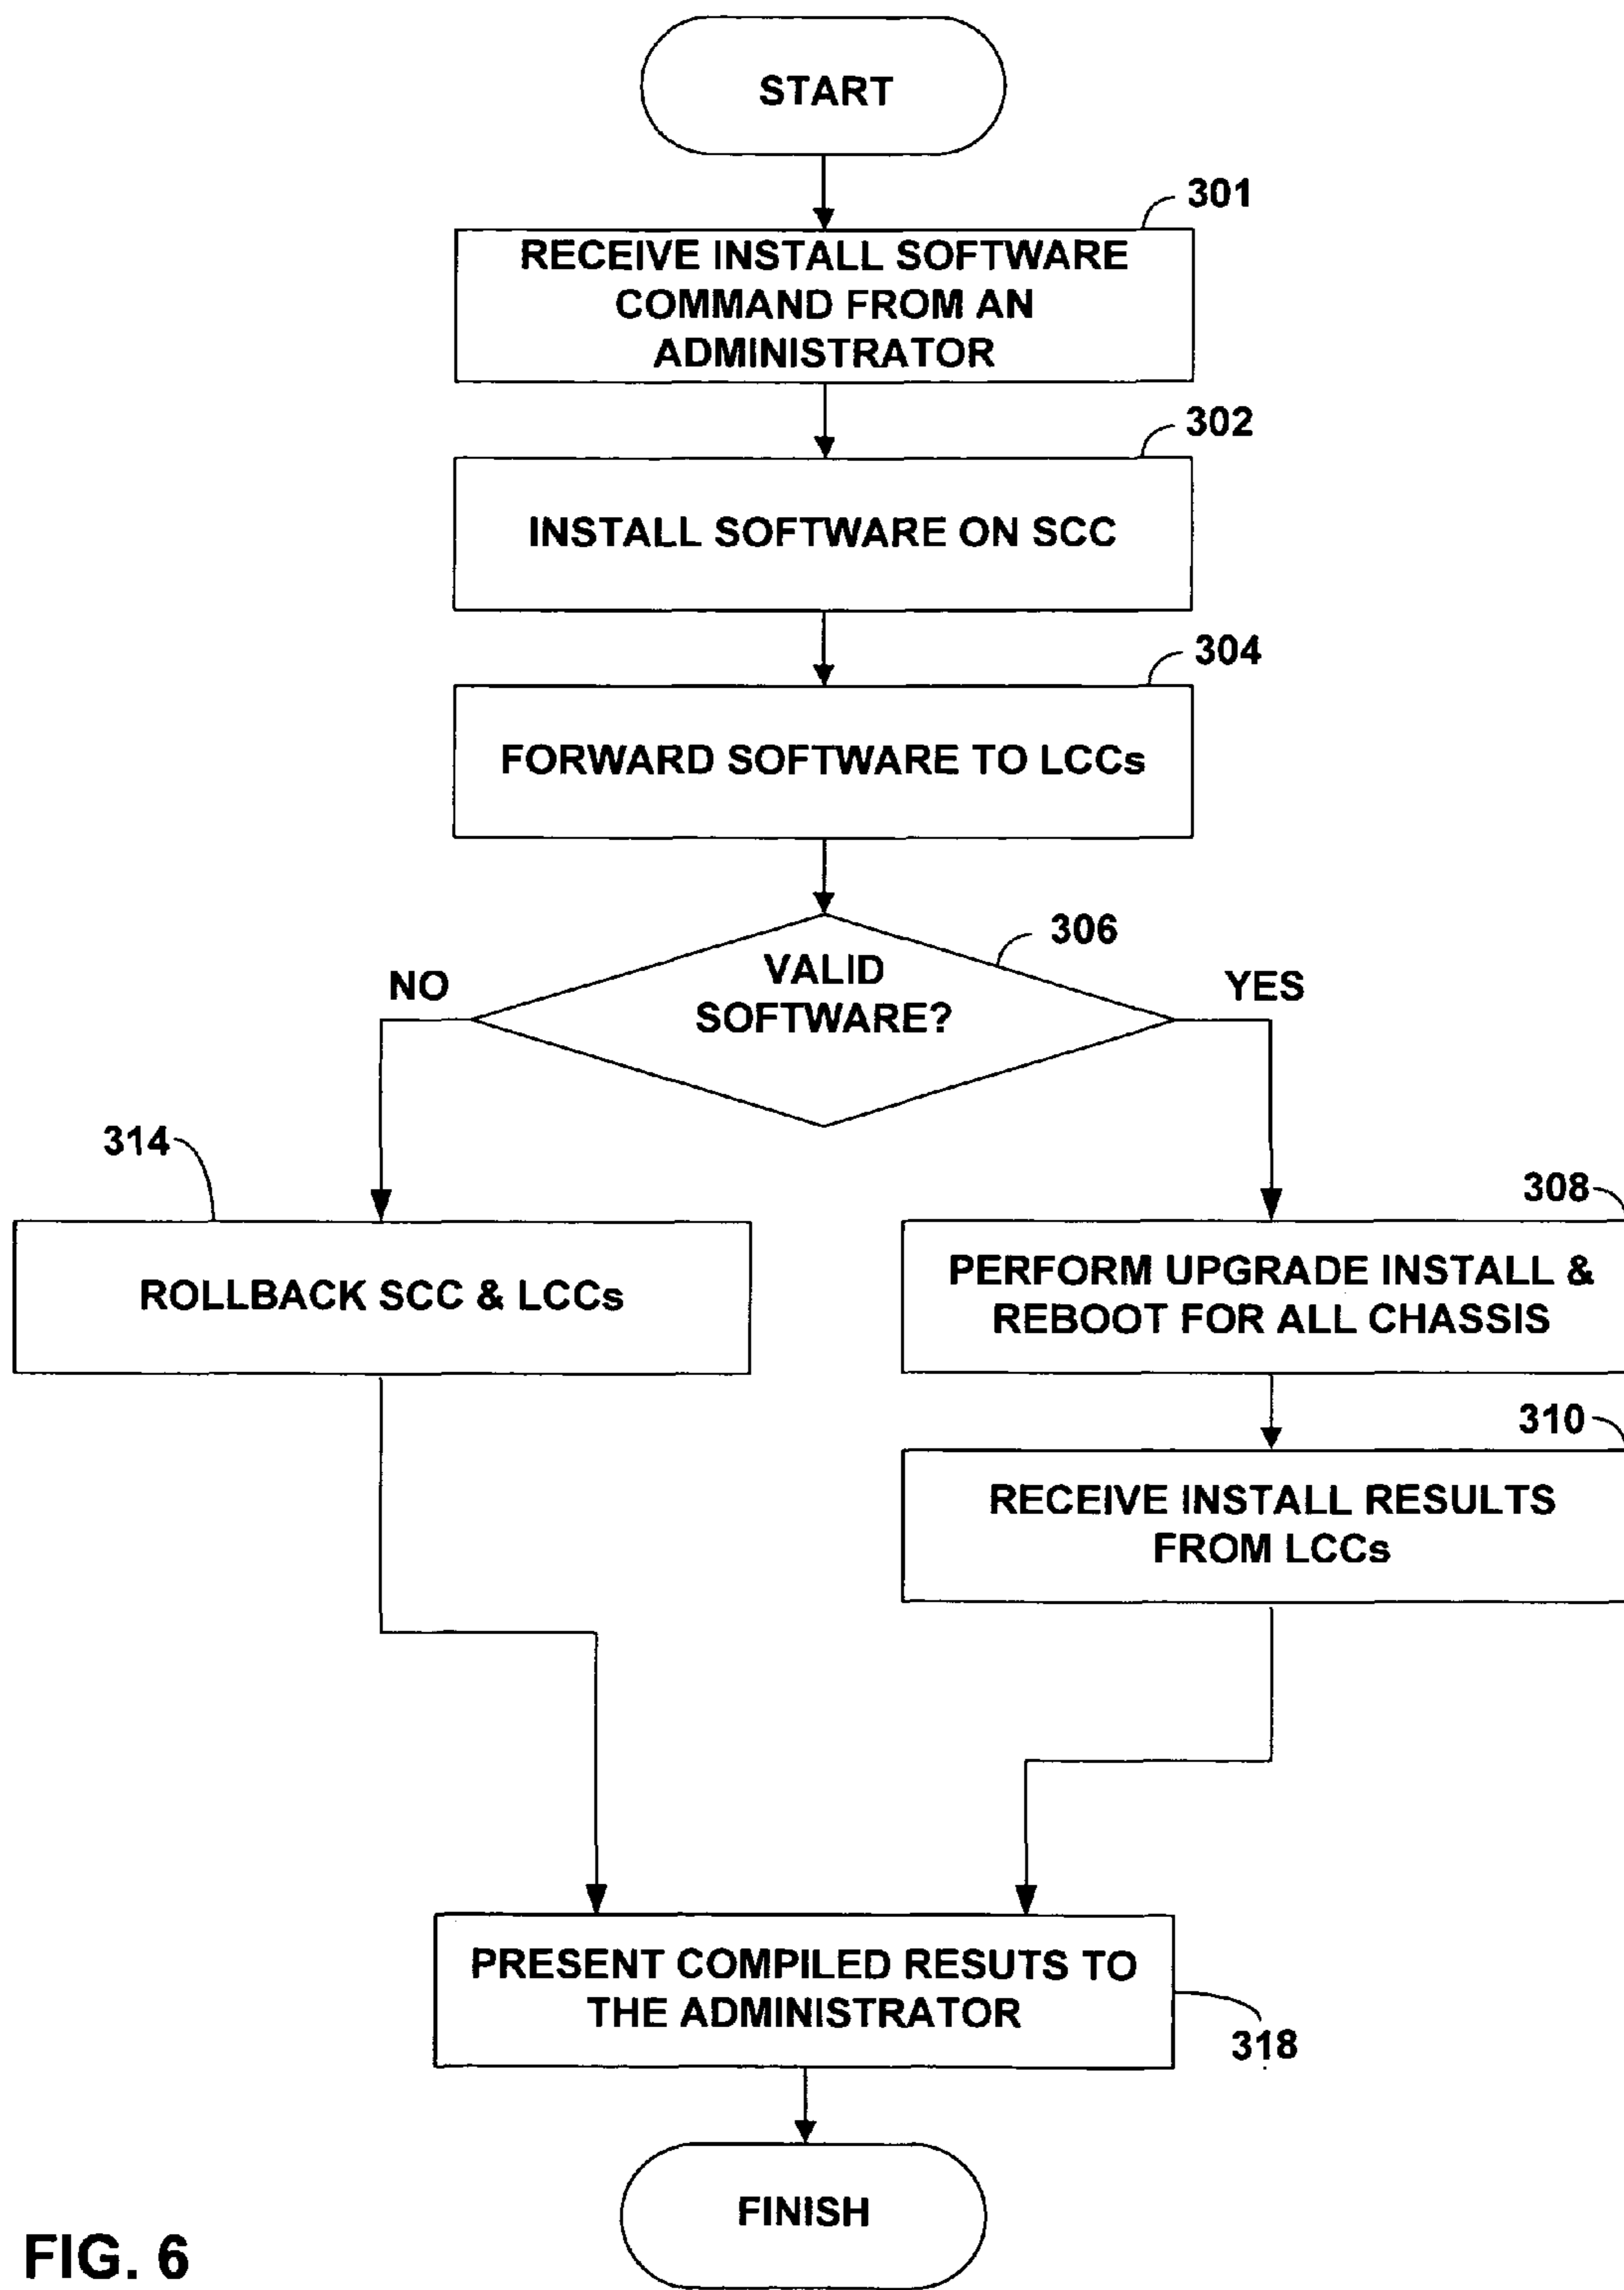 START
301
RECEIVE INSTALL SOFTWARE
COMMAND FROM AN
ADMINISTRATOR
302
INSTALL SOFTWARE ON SCC
304
FORWARD SOFTWARE TO LCCs
306
VALID
SOFTWARE?
NO
YES
314
ROLLBACK SCC & LCCs
308
PERFORM UPGRADE INSTALL &
REBOOT FOR ALL CHASSIS
310
RECEIVE INSTALL RESULTS
FROM LCCs
PRESENT COMPILED RESUTS TO
THE ADMINISTRATOR
318
FINISH
FIG. 6